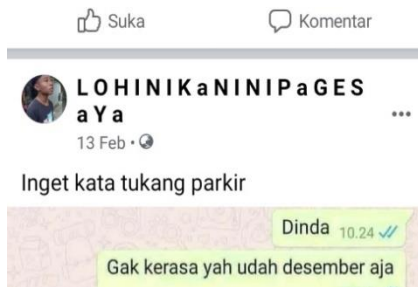 Suka Komentar
L O H I N I K a N I N I P a G E S
a Y a
13 Feb
Inget kata tukang parkir
Dinda 10.24
Gak kerasa yah udah desember aja